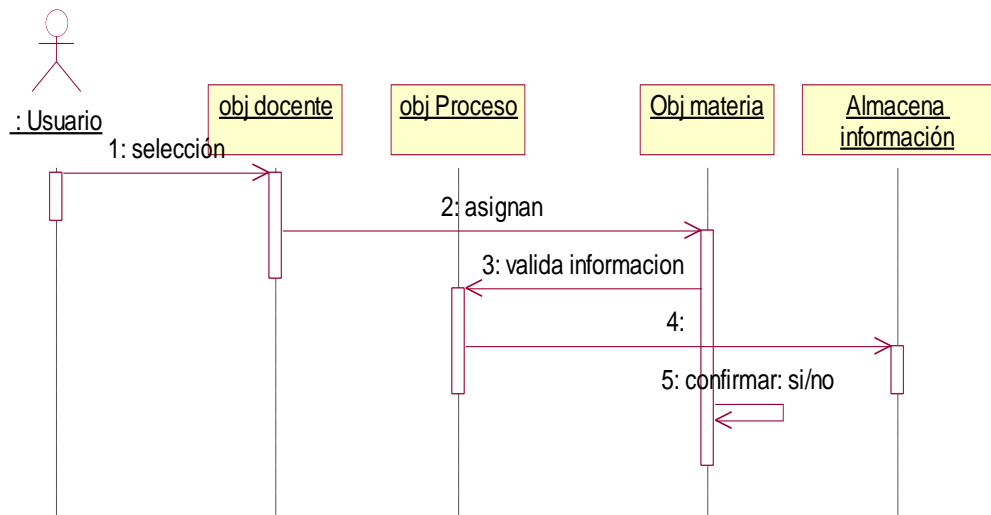 : Usuario
obj docente
obj Proceso
Obj materia
Almacena
información
1: selección
2: asignan
3: valida informacion
4:
5: confirmar: si/no